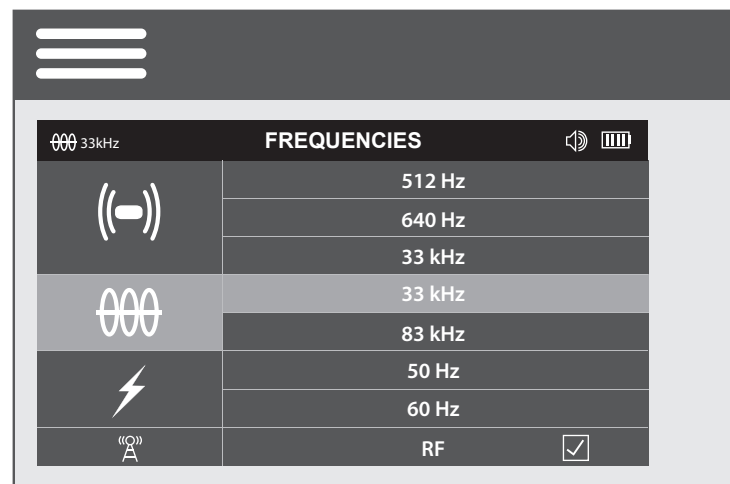 33kHz FREQUENCIES
512 Hz
640 Hz
33 kHz
33 kHz
83 kHz
50 Hz
60 Hz
RF